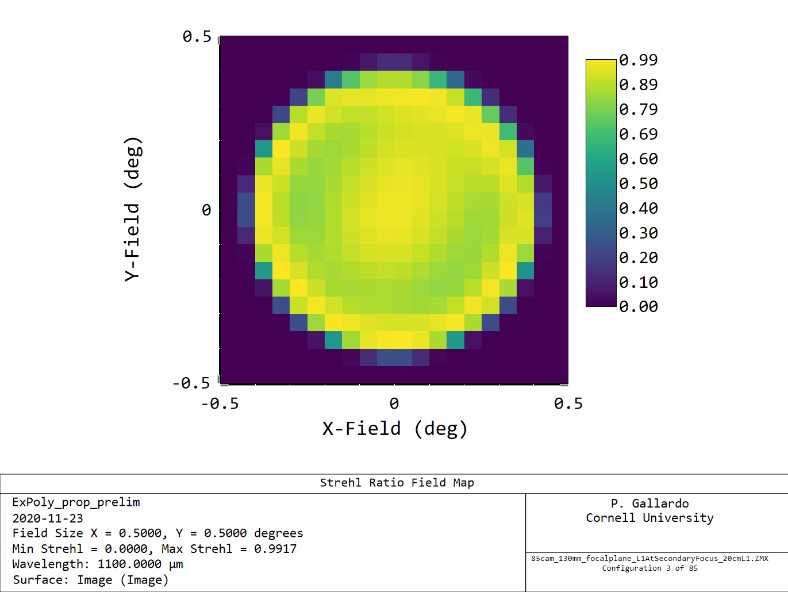 0.5
0
-0.5
Y-Field (deg)
-0.5
0
0.5
X-Field (deg)
0.99
0.89
0.79
0.69
0.60
0.50
0.40
0.30
0.20
0.10
0.00
Strehl Ratio Field Map
ExPoly_prop_prelim
2020-11-23
Field Size X = 0.5000, Y = 0.5000 degrees
Min Strehl = 0.0000, Max Strehl = 0.9917
Wavelength: 1100.0000 µm
Surface: Image (Image)
P. Gallardo
Cornell University
85cam_130mm_focalplane_L1AtSecondaryFocus_20cmL1.ZMX
Configuration 3 of 85